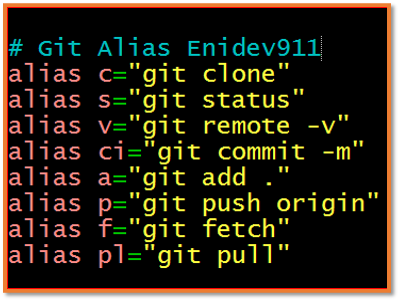 # Git Alias Enidev911
alias c="git clone"
alias s="git status"
alias v="git remote -v"
alias ci="git commit -m"
alias a="git add ."
alias p="git push origin"
alias f="git fetch"
alias pl="git pull"